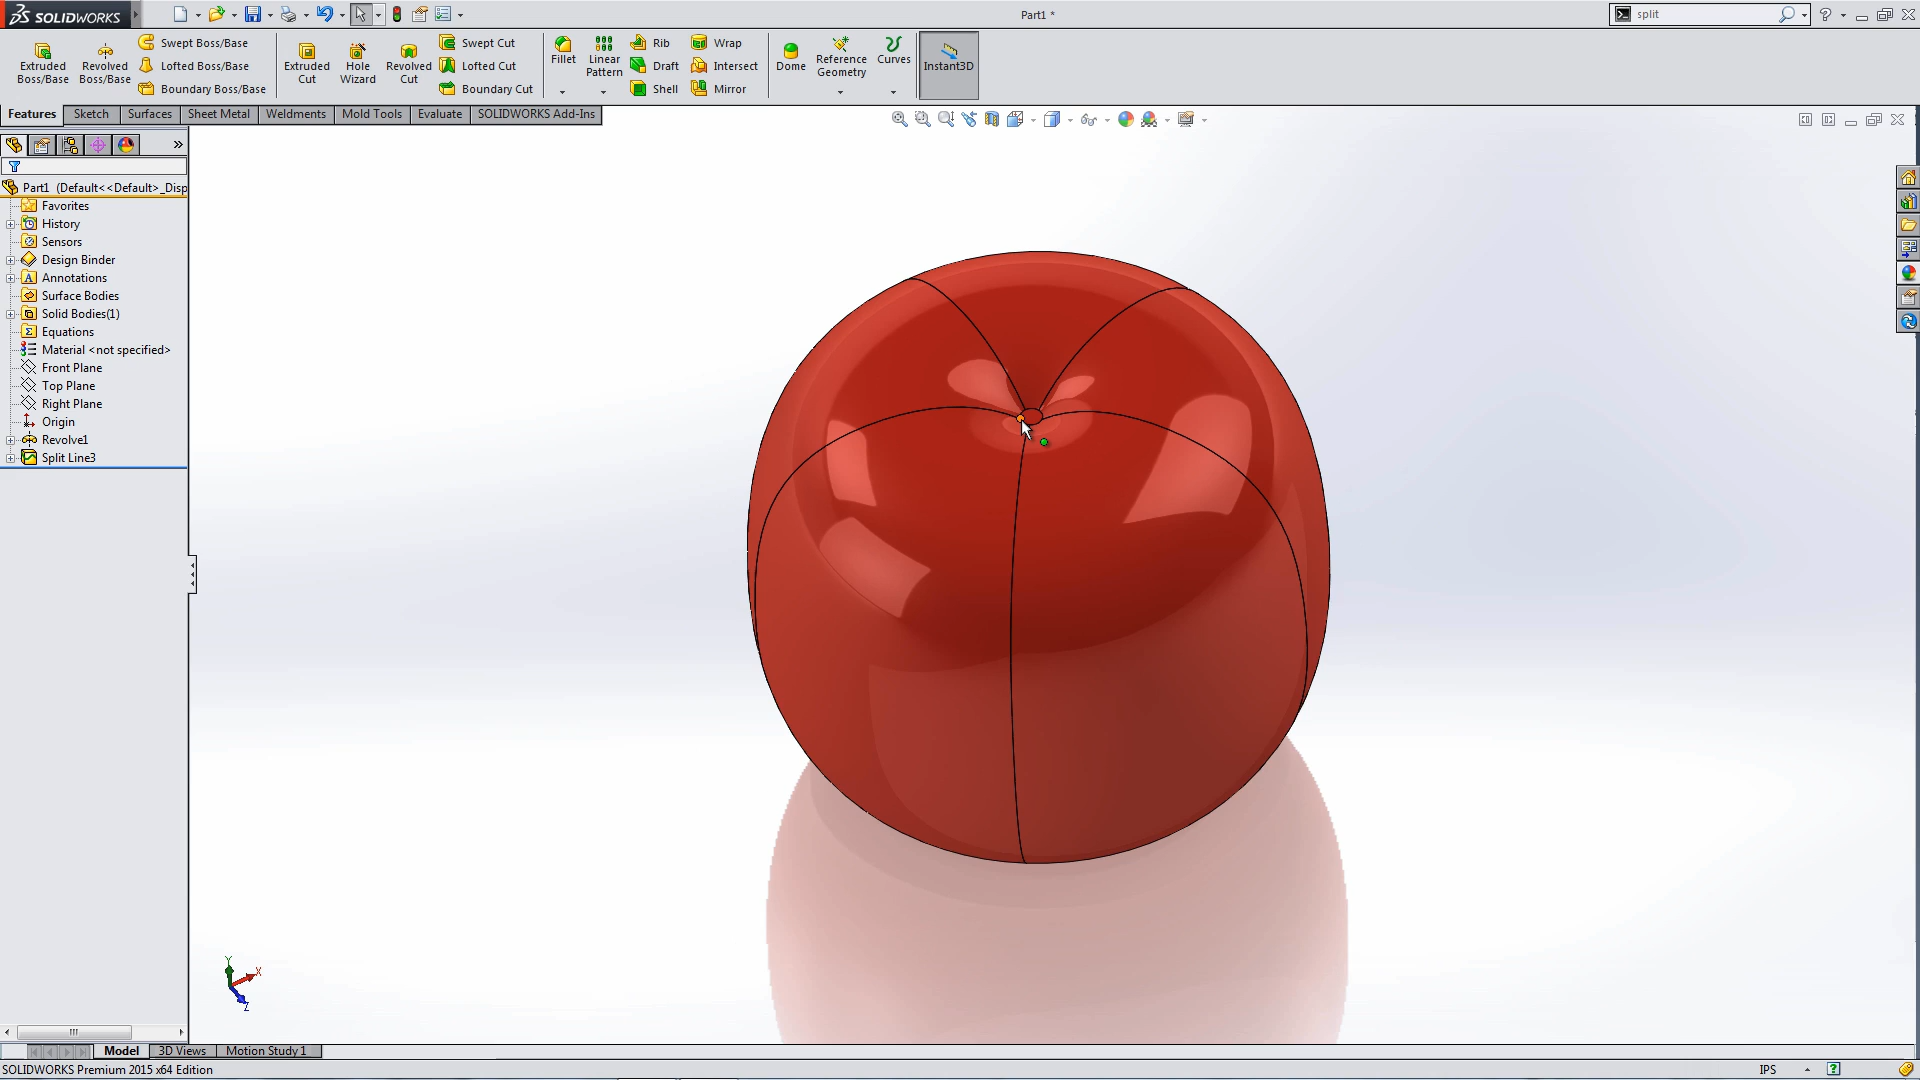 SOLIDWORKS
Part1 *
split
Extruded Boss/Base
Revolved Boss/Base
Swept Boss/Base
Lofted Boss/Base
Boundary Boss/Base
Extruded Cut
Hole Wizard
Revolved Cut
Swept Cut
Lofted Cut
Boundary Cut
Fillet
Linear Pattern
Rib
Draft
Shell
Wrap
Intersect
Mirror
Dome
Reference Geometry
Curves
Instant3D
Features
Sketch
Surfaces
Sheet Metal
Weldments
Mold Tools
Evaluate
SOLIDWORKS Add-Ins
Part1 (Default<<Default>_Disp
Favorites
History
Sensors
Design Binder
Annotations
Surface Bodies
Solid Bodies(1)
Equations
Material <not specified>
Front Plane
Top Plane
Right Plane
Origin
Revolve1
Split Line3
Y
X
Z
Model
3D Views
Motion Study 1
SOLIDWORKS Premium 2015 x64 Edition
IPS